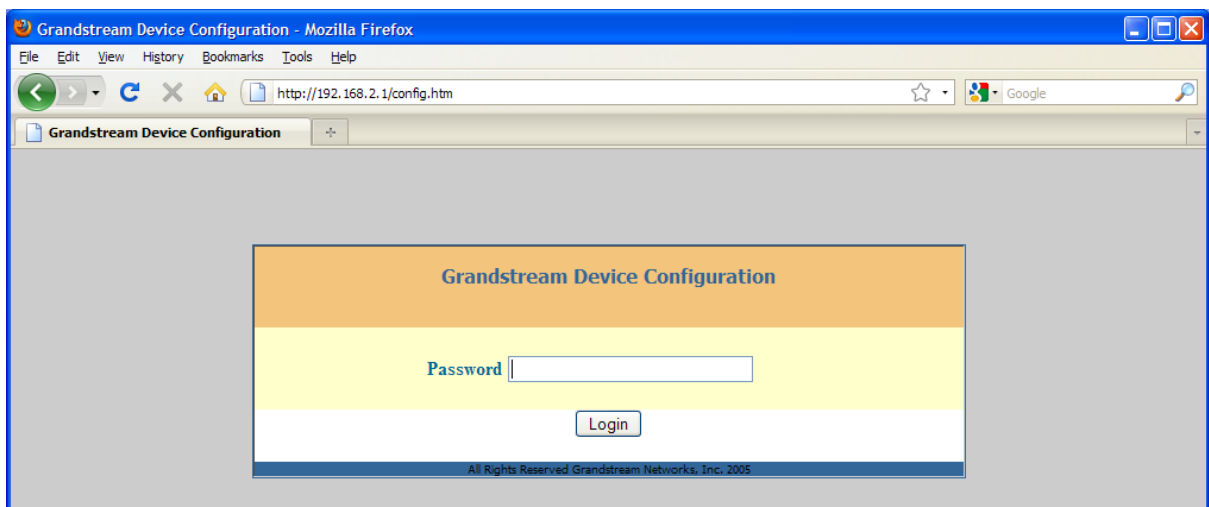 Grandstream Device Configuration - Mozilla Firefox
File Edit View History Bookmarks Tools Help
http://192.168.2.1/config.htm Google
Grandstream Device Configuration
Grandstream Device Configuration
Password
Login
All Rights Reserved Grandstream Networks, Inc. 2005